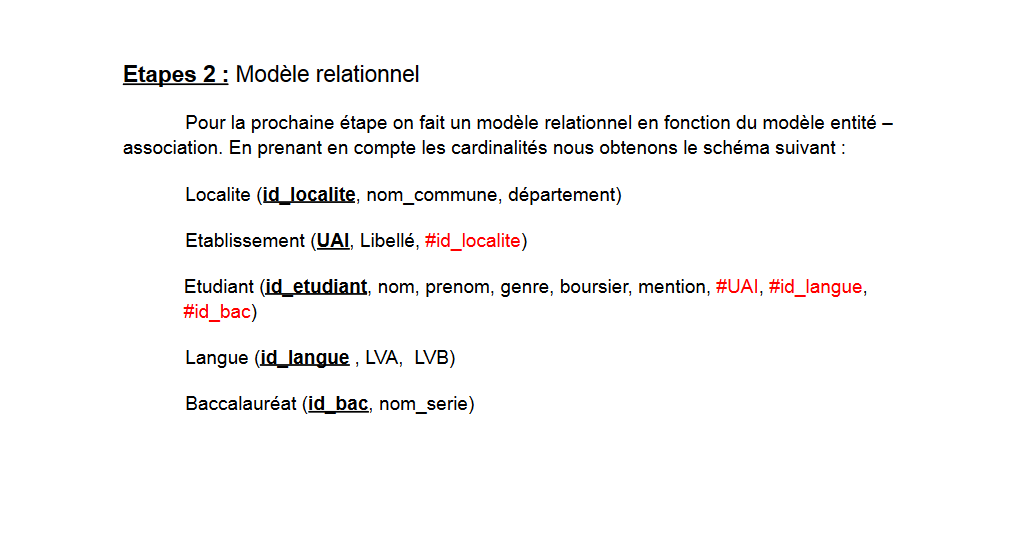 Etapes 2 : Modèle relationnel
Pour la prochaine étape on fait un modèle relationnel en fonction du modèle entité –
association. En prenant en compte les cardinalités nous obtenons le schéma suivant :
Localite (id_localite, nom_commune, département)
Etablissement (UAI, Libellé, #id_localite)
Etudiant (id_etudiant, nom, prenom, genre, boursier, mention, #UAI, #id_langue,
#id_bac)
Langue (id_langue , LVA,  LVB)
Baccalauréat (id_bac, nom_serie)